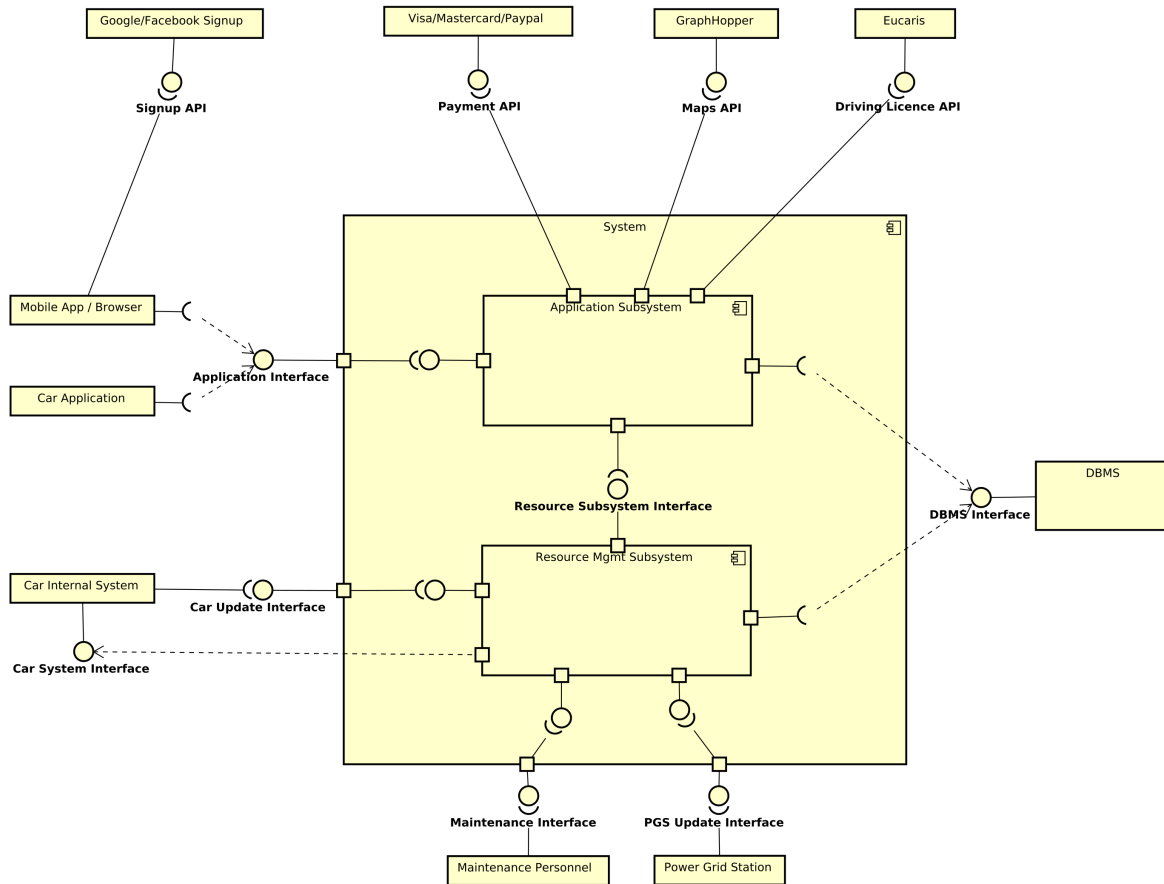 Google/Facebook Signup
Visa/Mastercard/Paypal
GraphHopper
Eucaris
Signup API
Payment API
Maps API
Driving Licence API
System
Mobile App / Browser
Application Subsystem
Application Interface
Car Application
DBMS
Resource Subsystem Interface
DBMS Interface
Resource Mgmt Subsystem
Car Internal System
Car Update Interface
Car System Interface
Maintenance Interface
PGS Update Interface
Maintenance Personnel
Power Grid Station